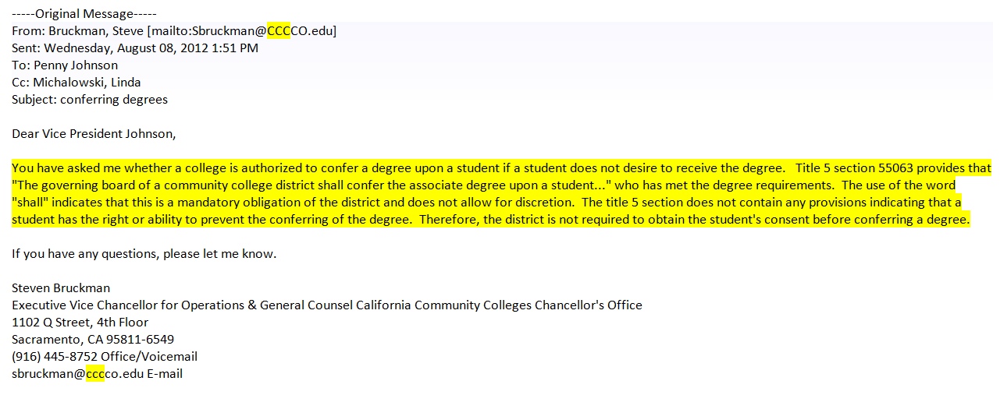 -----Original Message-----
From: Bruckman, Steve [mailto:Sbruckman@CCCCO.edu]
Sent: Wednesday, August 08, 2012 1:51 PM
To: Penny Johnson
Cc: Michalowski, Linda
Subject: conferring degrees
Dear Vice President Johnson,
You have asked me whether a college is authorized to confer a degree upon a student if a student does not desire to receive the degree.   Title 5 section 55063 provides that
"The governing board of a community college district shall confer the associate degree upon a student..." who has met the degree requirements.  The use of the word
"shall" indicates that this is a mandatory obligation of the district and does not allow for discretion.  The title 5 section does not contain any provisions indicating that a
student has the right or ability to prevent the conferring of the degree.  Therefore, the district is not required to obtain the student's consent before conferring a degree.
If you have any questions, please let me know.
Steven Bruckman
Executive Vice Chancellor for Operations & General Counsel California Community Colleges Chancellor's Office
1102 Q Street, 4th Floor
Sacramento, CA 95811-6549
(916) 445-8752 Office/Voicemail
sbruckman@cccco.edu E-mail